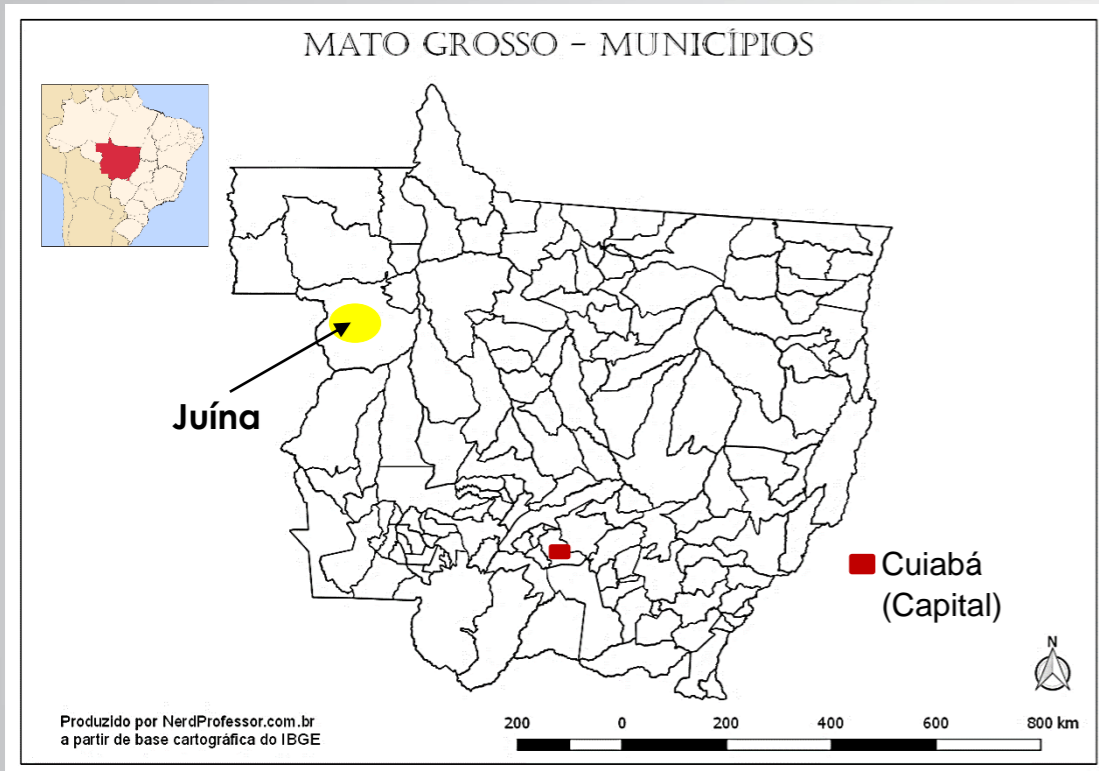 MATO GROSSO - MUNICÍPIOS
Juína
Cuiabá
(Capital)
N
Produzido por NerdProfessor.com.br
a partir de base cartográfica do IBGE
200 0 200 400 600 800 km